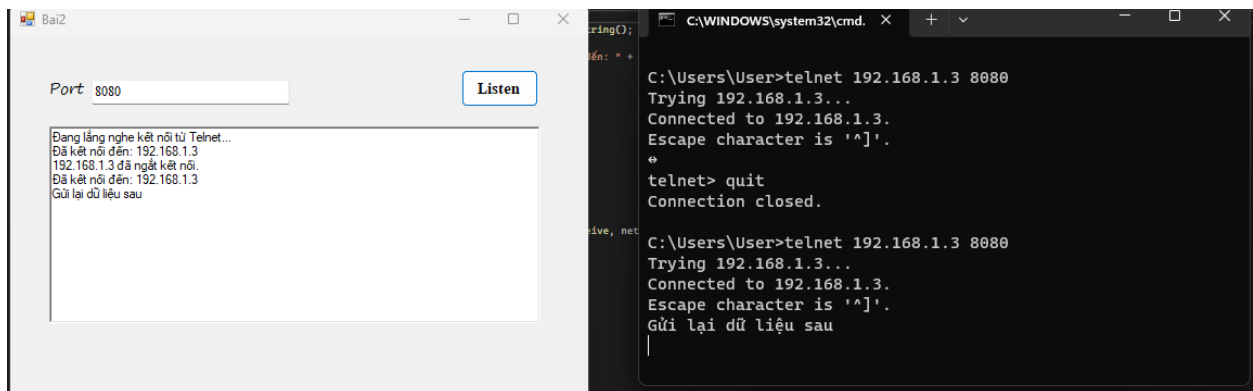 Bai2
Port 8080
Listen
Đang lắng nghe kết nối từ Telnet...
Đã kết nối đến: 192.168.1.3
192.168.1.3 đã ngắt kết nối.
Đã kết nối đến: 192.168.1.3
Gửi lại dữ liệu sau
tring();
đến: " +
eive, net
C:\WINDOWS\system32\cmd.
C:\Users\User>telnet 192.168.1.3 8080
Trying 192.168.1.3...
Connected to 192.168.1.3.
Escape character is '^]'.
↔
telnet> quit
Connection closed.
C:\Users\User>telnet 192.168.1.3 8080
Trying 192.168.1.3...
Connected to 192.168.1.3.
Escape character is '^]'.
Gửi lại dữ liệu sau